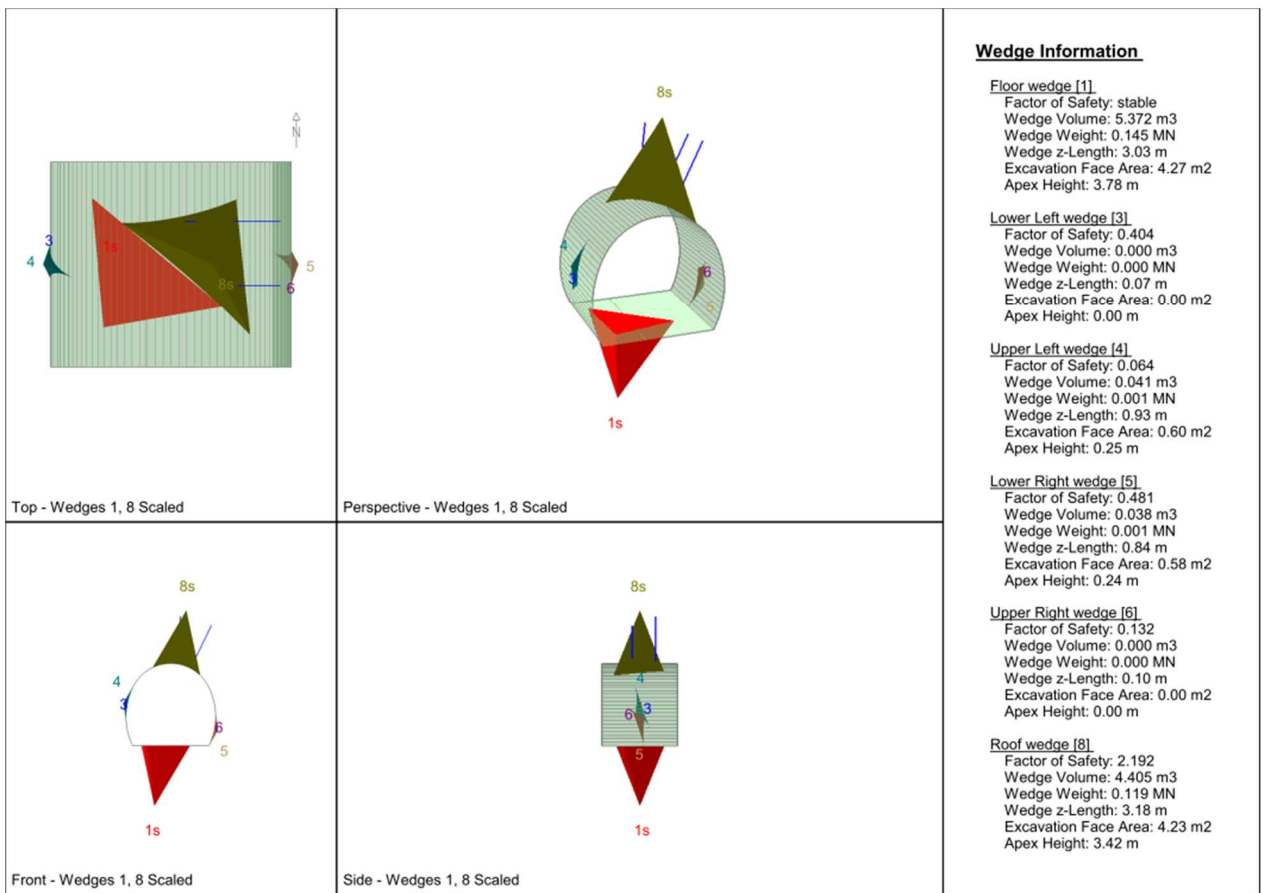 N
1s
8s
3
4
5
6
Top - Wedges 1, 8 Scaled
8s
4
3
6
5
1s
Perspective - Wedges 1, 8 Scaled
8s
4
3
6
5
1s
Front - Wedges 1, 8 Scaled
8s
4
6
3
5
1s
Side - Wedges 1, 8 Scaled
Wedge Information
Floor wedge [1]
Factor of Safety: stable
Wedge Volume: 5.372 m3
Wedge Weight: 0.145 MN
Wedge z-Length: 3.03 m
Excavation Face Area: 4.27 m2
Apex Height: 3.78 m
Lower Left wedge [3]
Factor of Safety: 0.404
Wedge Volume: 0.000 m3
Wedge Weight: 0.000 MN
Wedge z-Length: 0.07 m
Excavation Face Area: 0.00 m2
Apex Height: 0.00 m
Upper Left wedge [4]
Factor of Safety: 0.064
Wedge Volume: 0.041 m3
Wedge Weight: 0.001 MN
Wedge z-Length: 0.93 m
Excavation Face Area: 0.60 m2
Apex Height: 0.25 m
Lower Right wedge [5]
Factor of Safety: 0.481
Wedge Volume: 0.038 m3
Wedge Weight: 0.001 MN
Wedge z-Length: 0.84 m
Excavation Face Area: 0.58 m2
Apex Height: 0.24 m
Upper Right wedge [6]
Factor of Safety: 0.132
Wedge Volume: 0.000 m3
Wedge Weight: 0.000 MN
Wedge z-Length: 0.10 m
Excavation Face Area: 0.00 m2
Apex Height: 0.00 m
Roof wedge [8]
Factor of Safety: 2.192
Wedge Volume: 4.405 m3
Wedge Weight: 0.119 MN
Wedge z-Length: 3.18 m
Excavation Face Area: 4.23 m2
Apex Height: 3.42 m